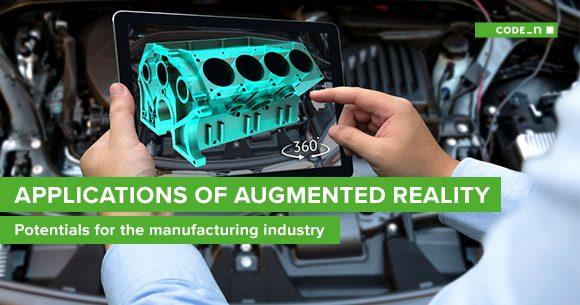 CODE_n
360°
APPLICATIONS OF AUGMENTED REALITY
Potentials for the manufacturing industry